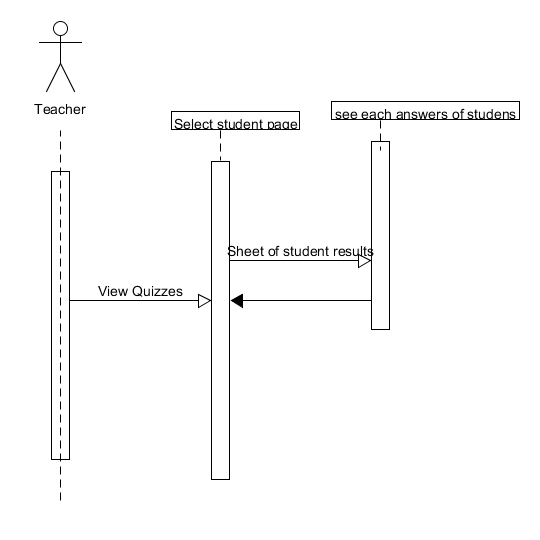 Teacher
Select student page
see each answers of studens
Sheet of student results
View Quizzes